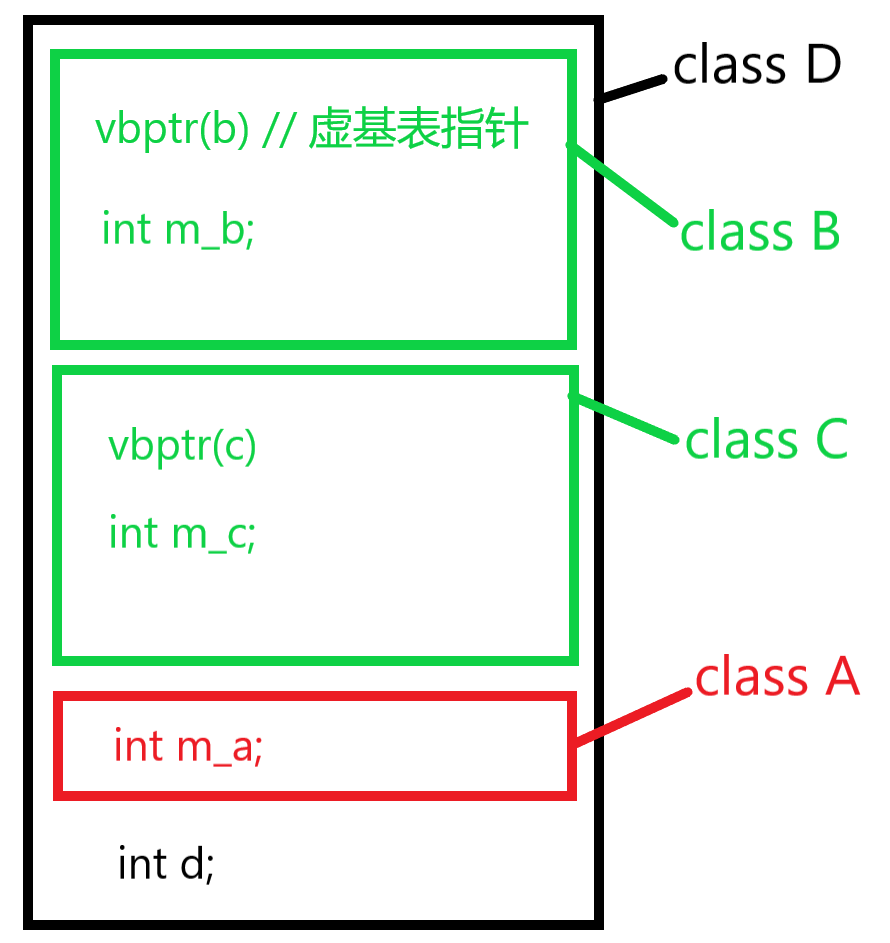 class D
vbptr(b) // 虚基表指针
int m_b;
class B
vbptr(c)
int m_c;
class C
class A
int m_a;
int d;